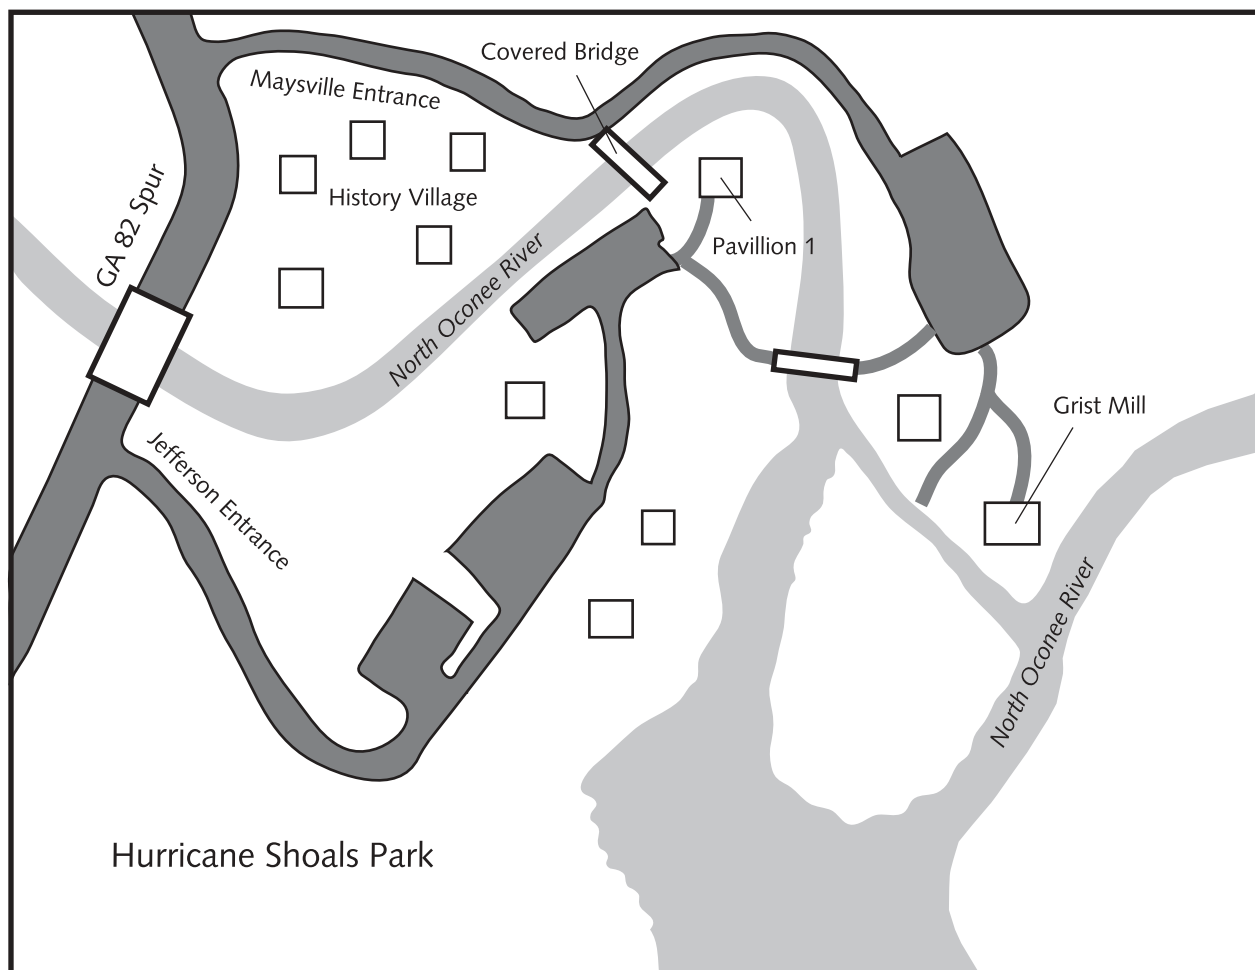 Covered Bridge
Maysville Entrance
History Village
GA 82 Spur
Pavillion 1
North Oconee River
Grist Mill
Jefferson Entrance
North Oconee River
Hurricane Shoals Park